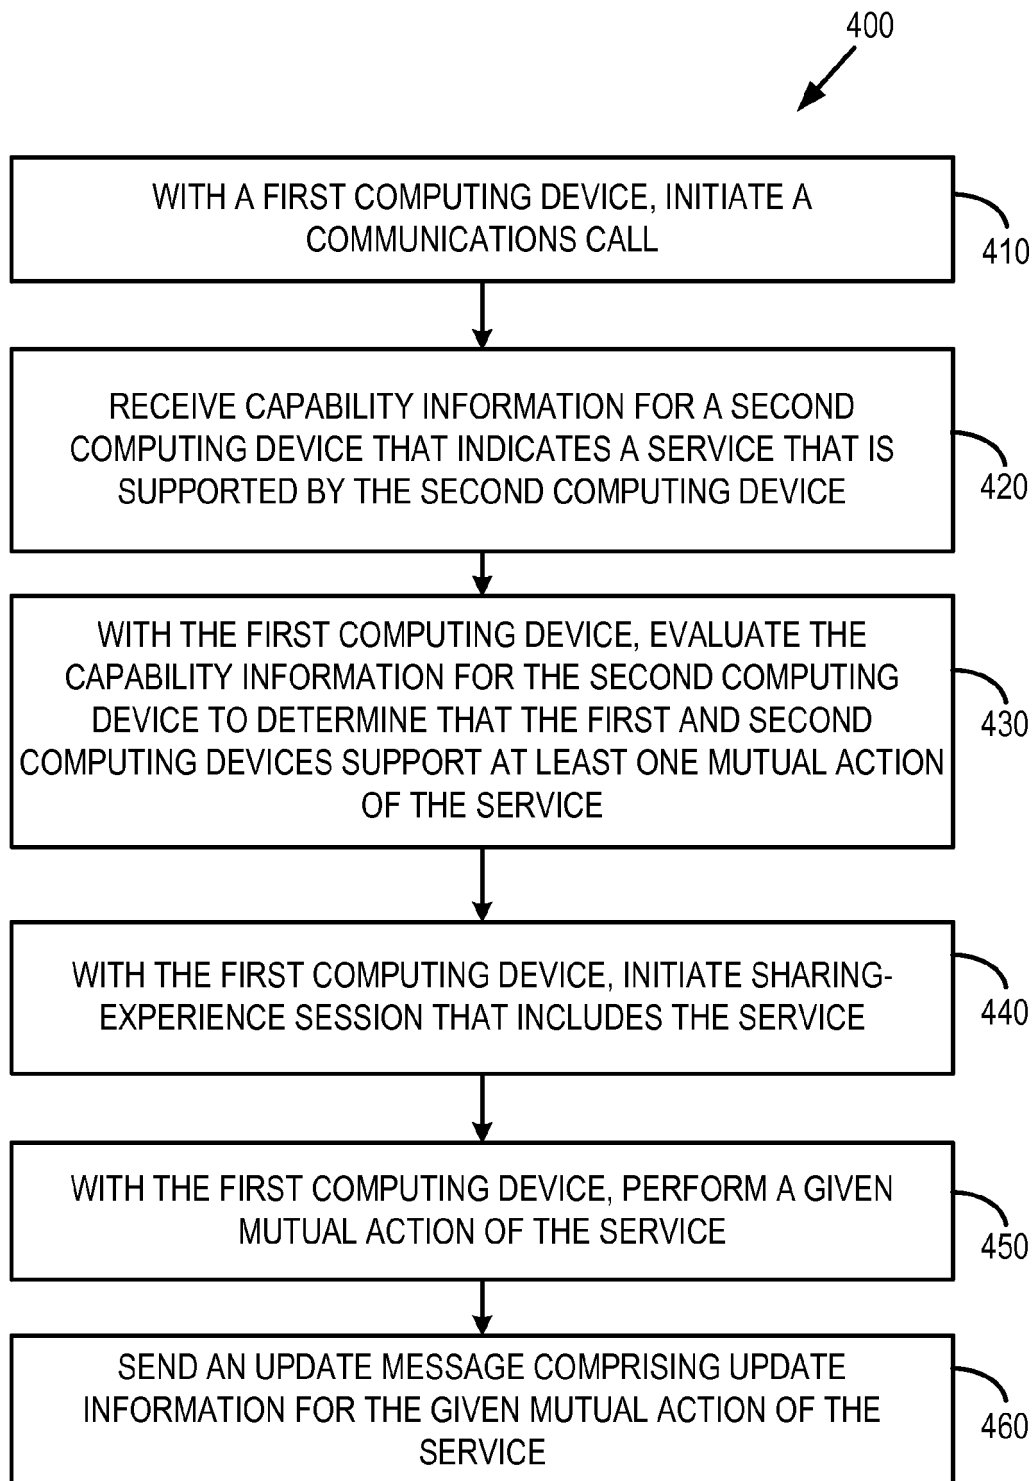 400
WITH A FIRST COMPUTING DEVICE, INITIATE A
COMMUNICATIONS CALL
410
RECEIVE CAPABILITY INFORMATION FOR A SECOND
COMPUTING DEVICE THAT INDICATES A SERVICE THAT IS
SUPPORTED BY THE SECOND COMPUTING DEVICE
420
WITH THE FIRST COMPUTING DEVICE, EVALUATE THE
CAPABILITY INFORMATION FOR THE SECOND COMPUTING
DEVICE TO DETERMINE THAT THE FIRST AND SECOND
COMPUTING DEVICES SUPPORT AT LEAST ONE MUTUAL ACTION
OF THE SERVICE
430
WITH THE FIRST COMPUTING DEVICE, INITIATE SHARING-
EXPERIENCE SESSION THAT INCLUDES THE SERVICE
440
WITH THE FIRST COMPUTING DEVICE, PERFORM A GIVEN
MUTUAL ACTION OF THE SERVICE
450
SEND AN UPDATE MESSAGE COMPRISING UPDATE
INFORMATION FOR THE GIVEN MUTUAL ACTION OF THE
SERVICE
460